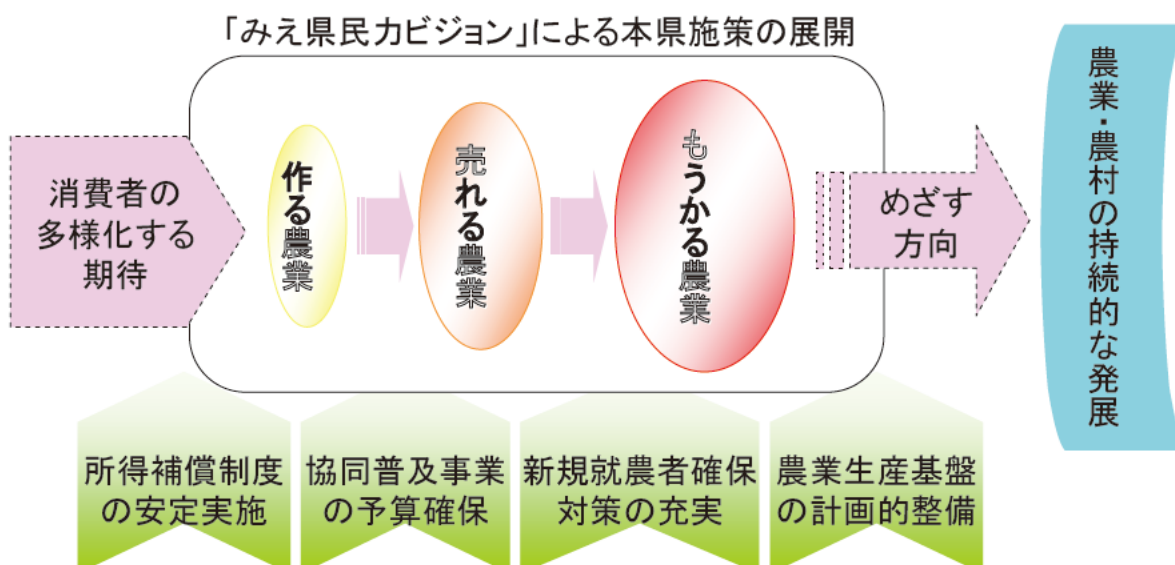 「みえ県民力ビジョン」による本県施策の展開
消費者の
多様化する
期待
作る農業
売れる農業
もうかる農業
めざす
方向
農業・農村の持続的な発展
所得補償制度
の安定実施
協同普及事業
の予算確保
新規就農者確保
対策の充実
農業生産基盤
の計画的整備